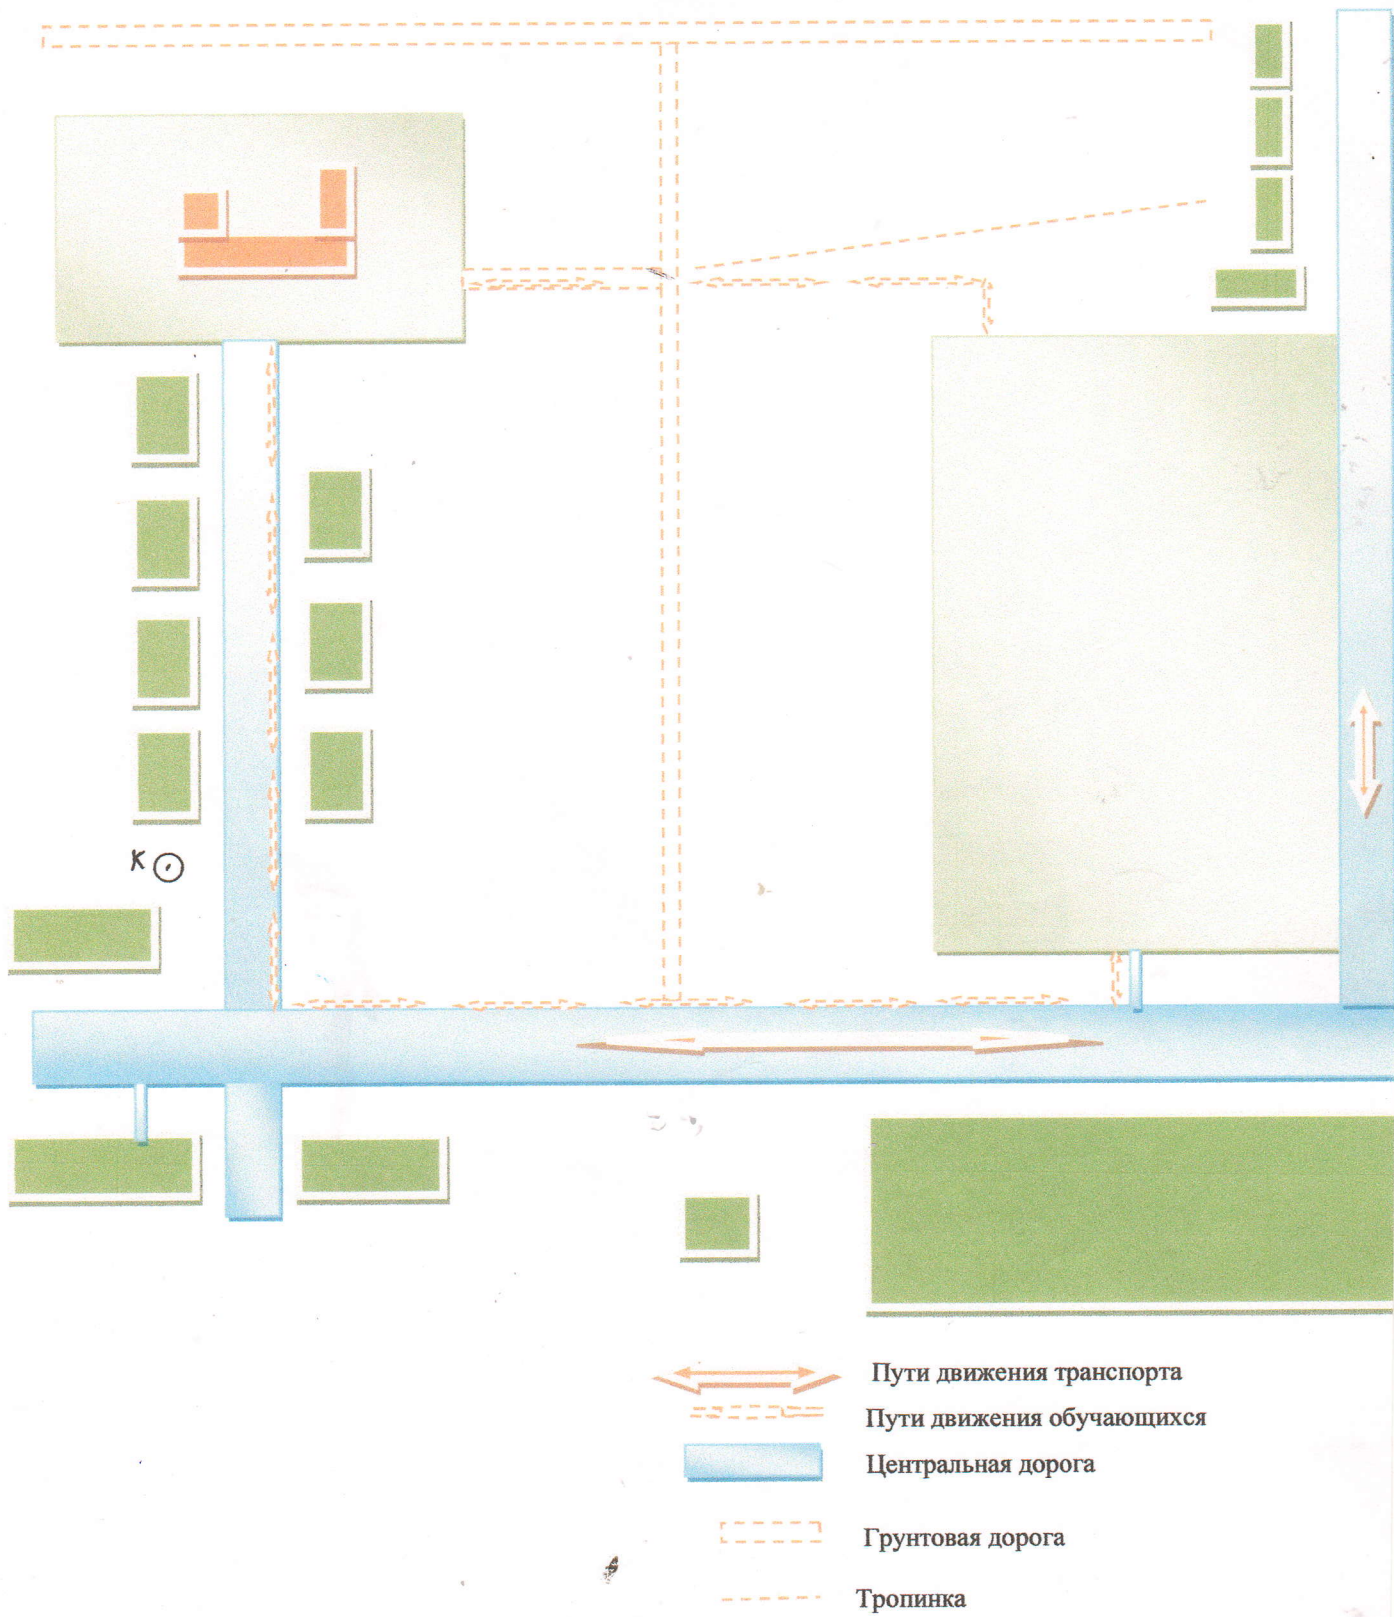 К
Пути движения транспорта
Пути движения обучающихся
Центральная дорога
Грунтовая дорога
Тропинка